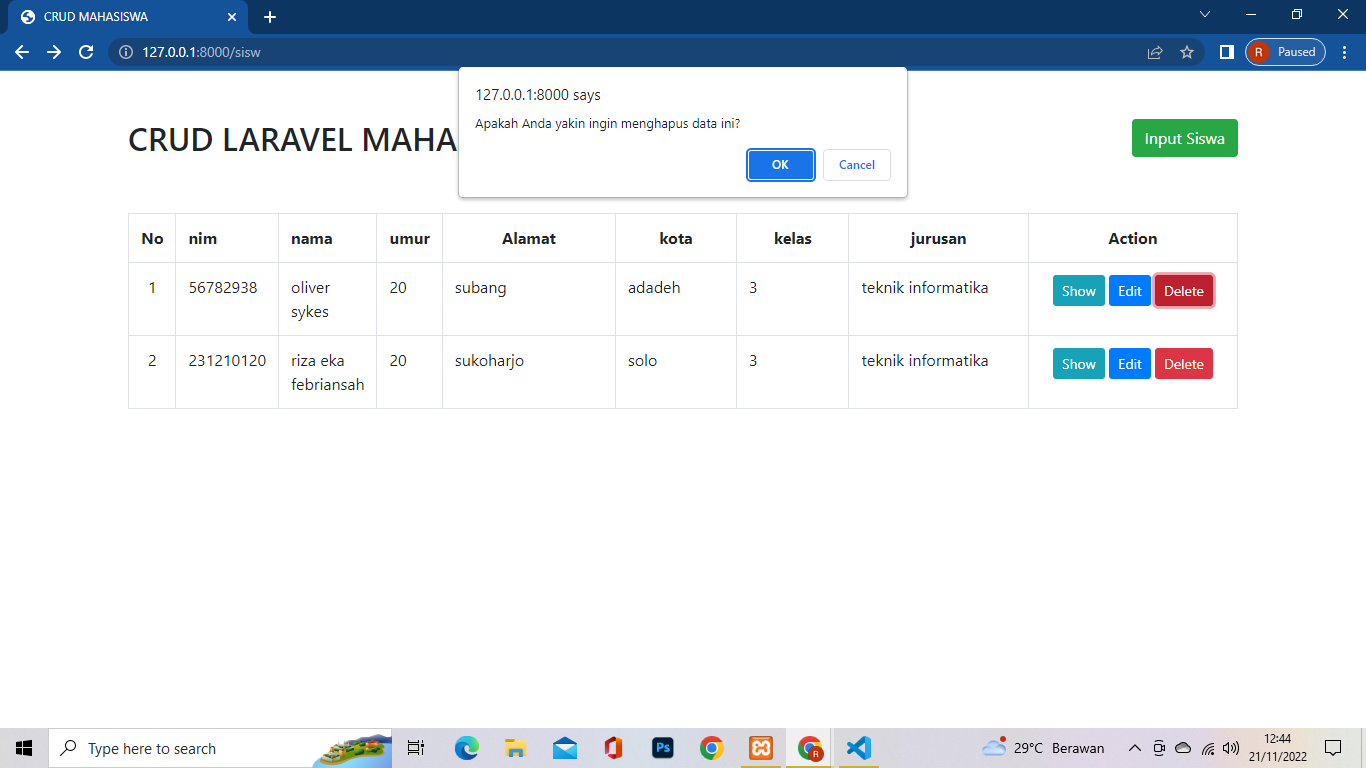 CRUD MAHASISWA
127.0.0.1:8000/sisw
R Paused
127.0.0.1:8000 says
Apakah Anda yakin ingin menghapus data ini?
OK Cancel
CRUD LARAVEL MAHA
Input Siswa
No nim nama umur Alamat kota kelas jurusan Action
1 56782938 oliver 20 subang adadeh 3 teknik informatika Show Edit Delete
sykes
2 231210120 riza eka 20 sukoharjo solo 3 teknik informatika Show Edit Delete
febriansah
Type here to search
Ps
R
29°C Berawan
12:44
21/11/2022